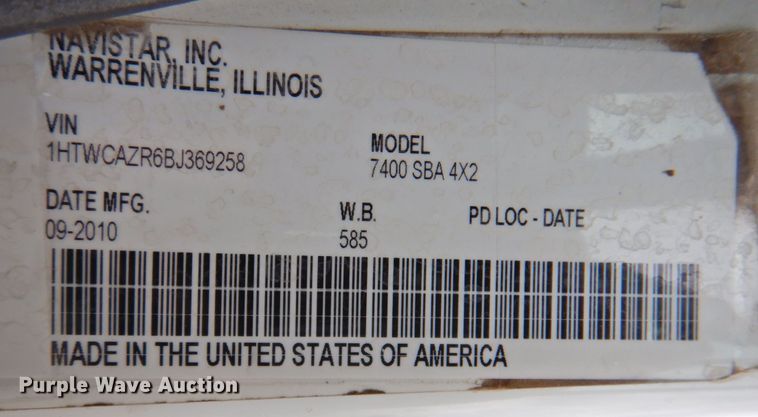 NAVISTAR, INC.
WARRENVILLE, ILLINOIS
VIN
1HTWCAZR6BJ369258
MODEL
7400 SBA 4X2
DATE MFG.
09-2010
W.B.
585
PD LOC - DATE
MADE IN THE UNITED STATES OF AMERICA
Purple Wave Auction